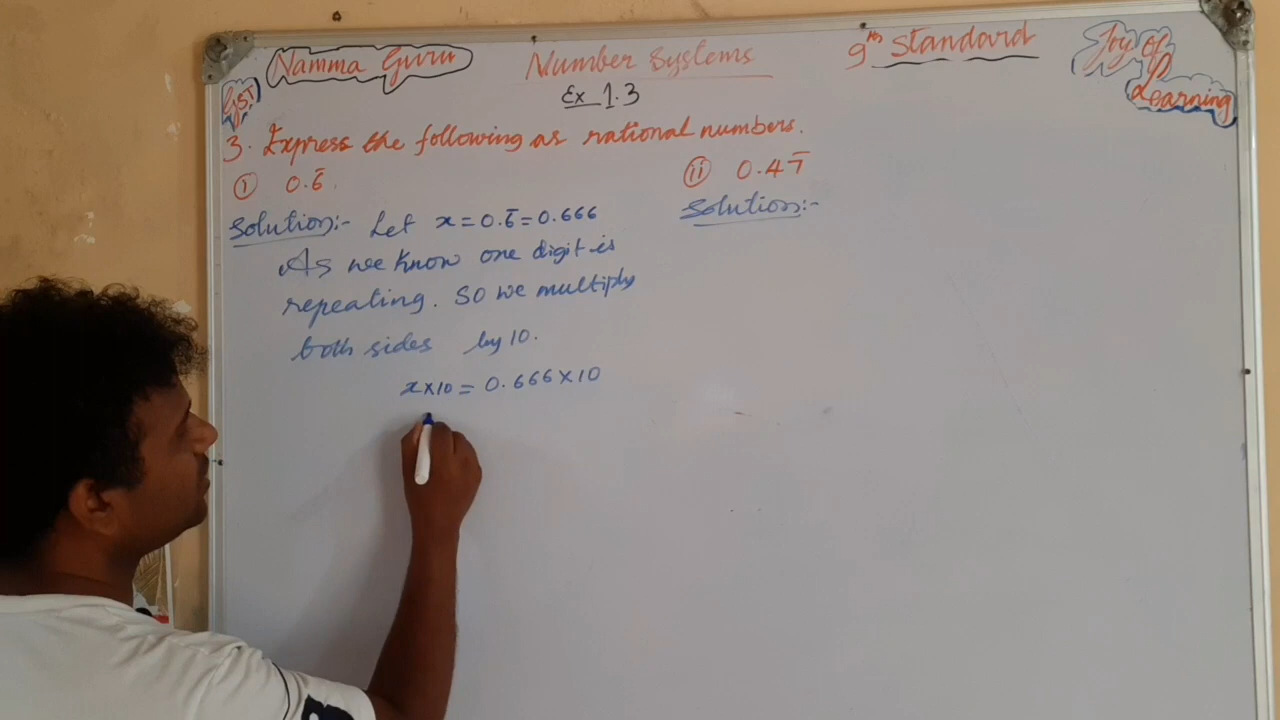 Namma Guru
Number Systems
9th Standard
Joy Of Learning
GST
Ex 1.3
3. Express the following as rational numbers.
(i) 0.6̅.
(ii) 0.47̅
Solution:- Let x = 0.6̅ = 0.666
As we know one digit is
repeating. So we multiply
both sides by 10.
x×10 = 0.666×10
Solution:-